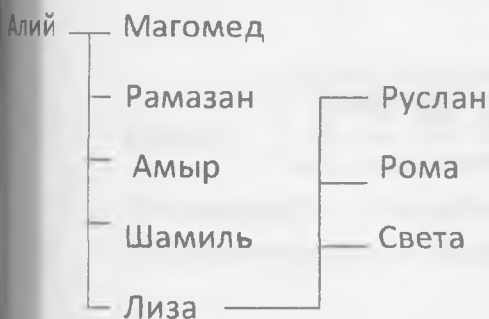 Алий Магомед
Рамазан Руслан
Амыр Рома
Шамиль Света
Лиза